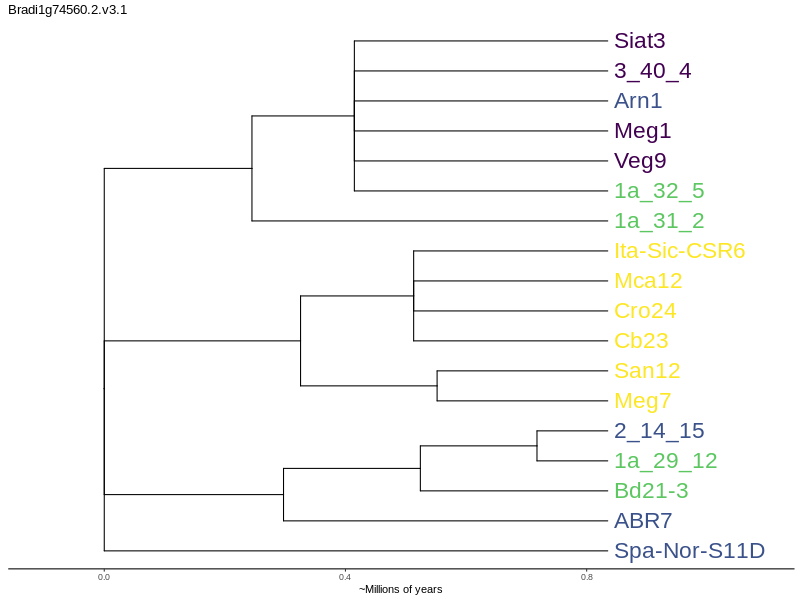 Bradi1g74560.2.v3.1
Siat3
3_40_4
Arn1
Meg1
Veg9
1a_32_5
1a_31_2
Ita-Sic-CSR6
Mca12
Cro24
Cb23
San12
Meg7
2_14_15
1a_29_12
Bd21-3
ABR7
Spa-Nor-S11D
0.0 0.4 0.8
~Millions of years